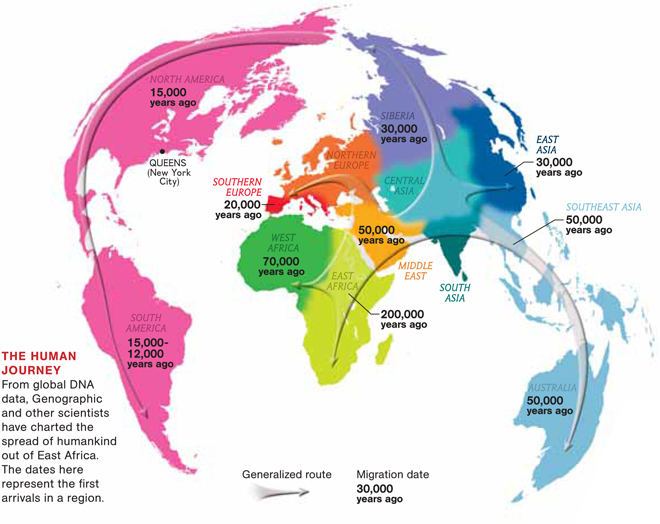 NORTH AMERICA
15,000
years ago
QUEENS
(New York
City)
SIBERIA
30,000
years ago
EAST
ASIA
30,000
years ago
NORTHERN
EUROPE
SOUTHERN
EUROPE
20,000
years ago
CENTRAL
ASIA
SOUTHEAST ASIA
50,000
years ago
WEST
AFRICA
70,000
years ago
50,000
years ago
MIDDLE
EAST
EAST
AFRICA
SOUTH
ASIA
200,000
years ago
SOUTH
AMERICA
15,000-
12,000
years ago
AUSTRALIA
50,000
years ago
THE HUMAN
JOURNEY
From global DNA
data, Genographic
and other scientists
have charted the
spread of humankind
out of East Africa.
The dates here
represent the first
arrivals in a region.
Generalized route
Migration date
30,000
years ago